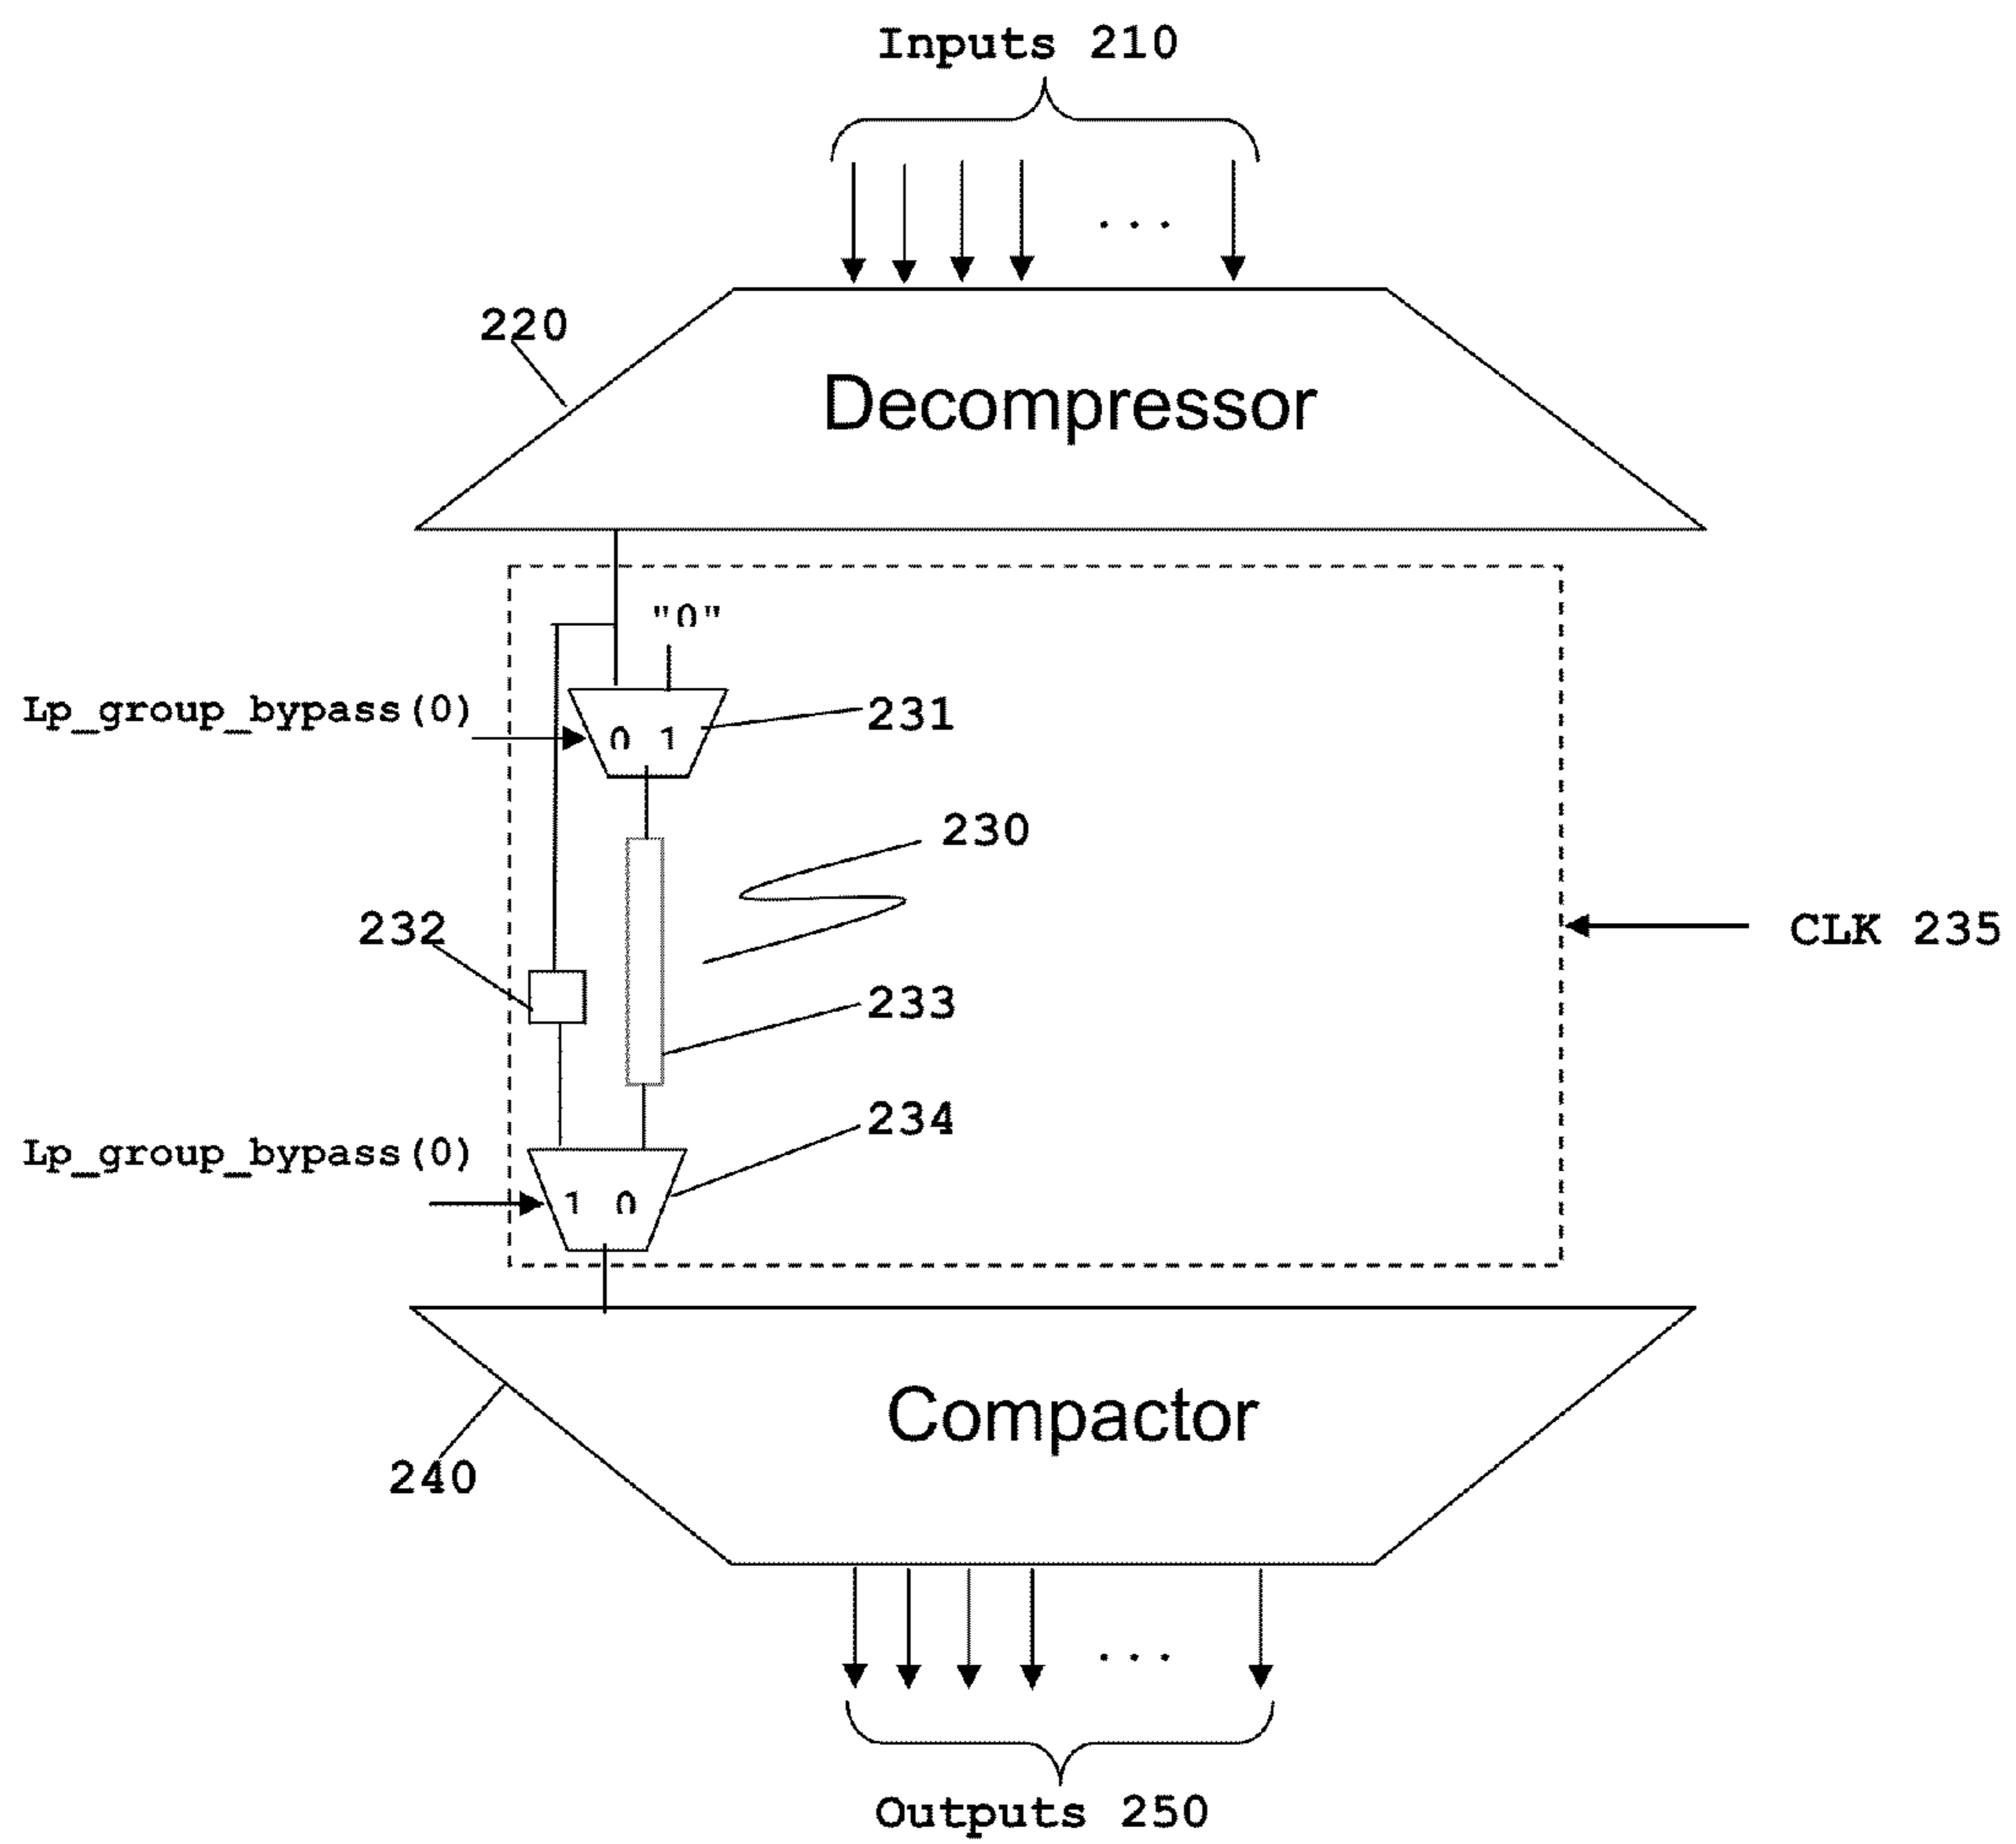 Inputs 210
...
220
Decompressor
"0"
Lp_group_bypass(0)
0 1
231
230
232
CLK 235
233
234
Lp_group_bypass(0)
1 0
Compactor
240
...
Outputs 250